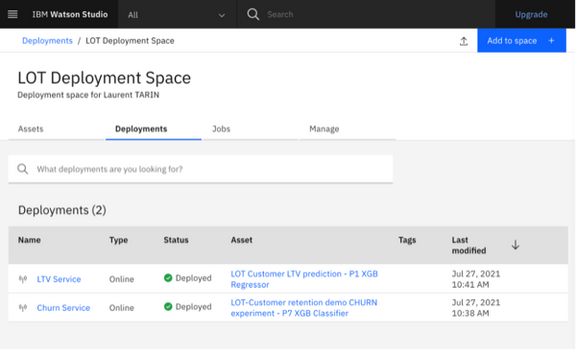 IBM Watson Studio All Search Upgrade
Deployments / LOT Deployment Space Add to space +
LOT Deployment Space
Deployment space for Laurent TARIN
Assets Deployments Jobs Manage
What deployments are you looking for?
Deployments (2)
Name Type Status Asset Tags Last
modified
LTV Service Online Deployed LOT Customer LTV prediction - P1 XGB Jul 27, 2021
Regressor 10:41 AM
Churn Service Online Deployed LOT-Customer retention demo CHURN Jul 27, 2021
experiment - P7 XGB Classifier 10:38 AM